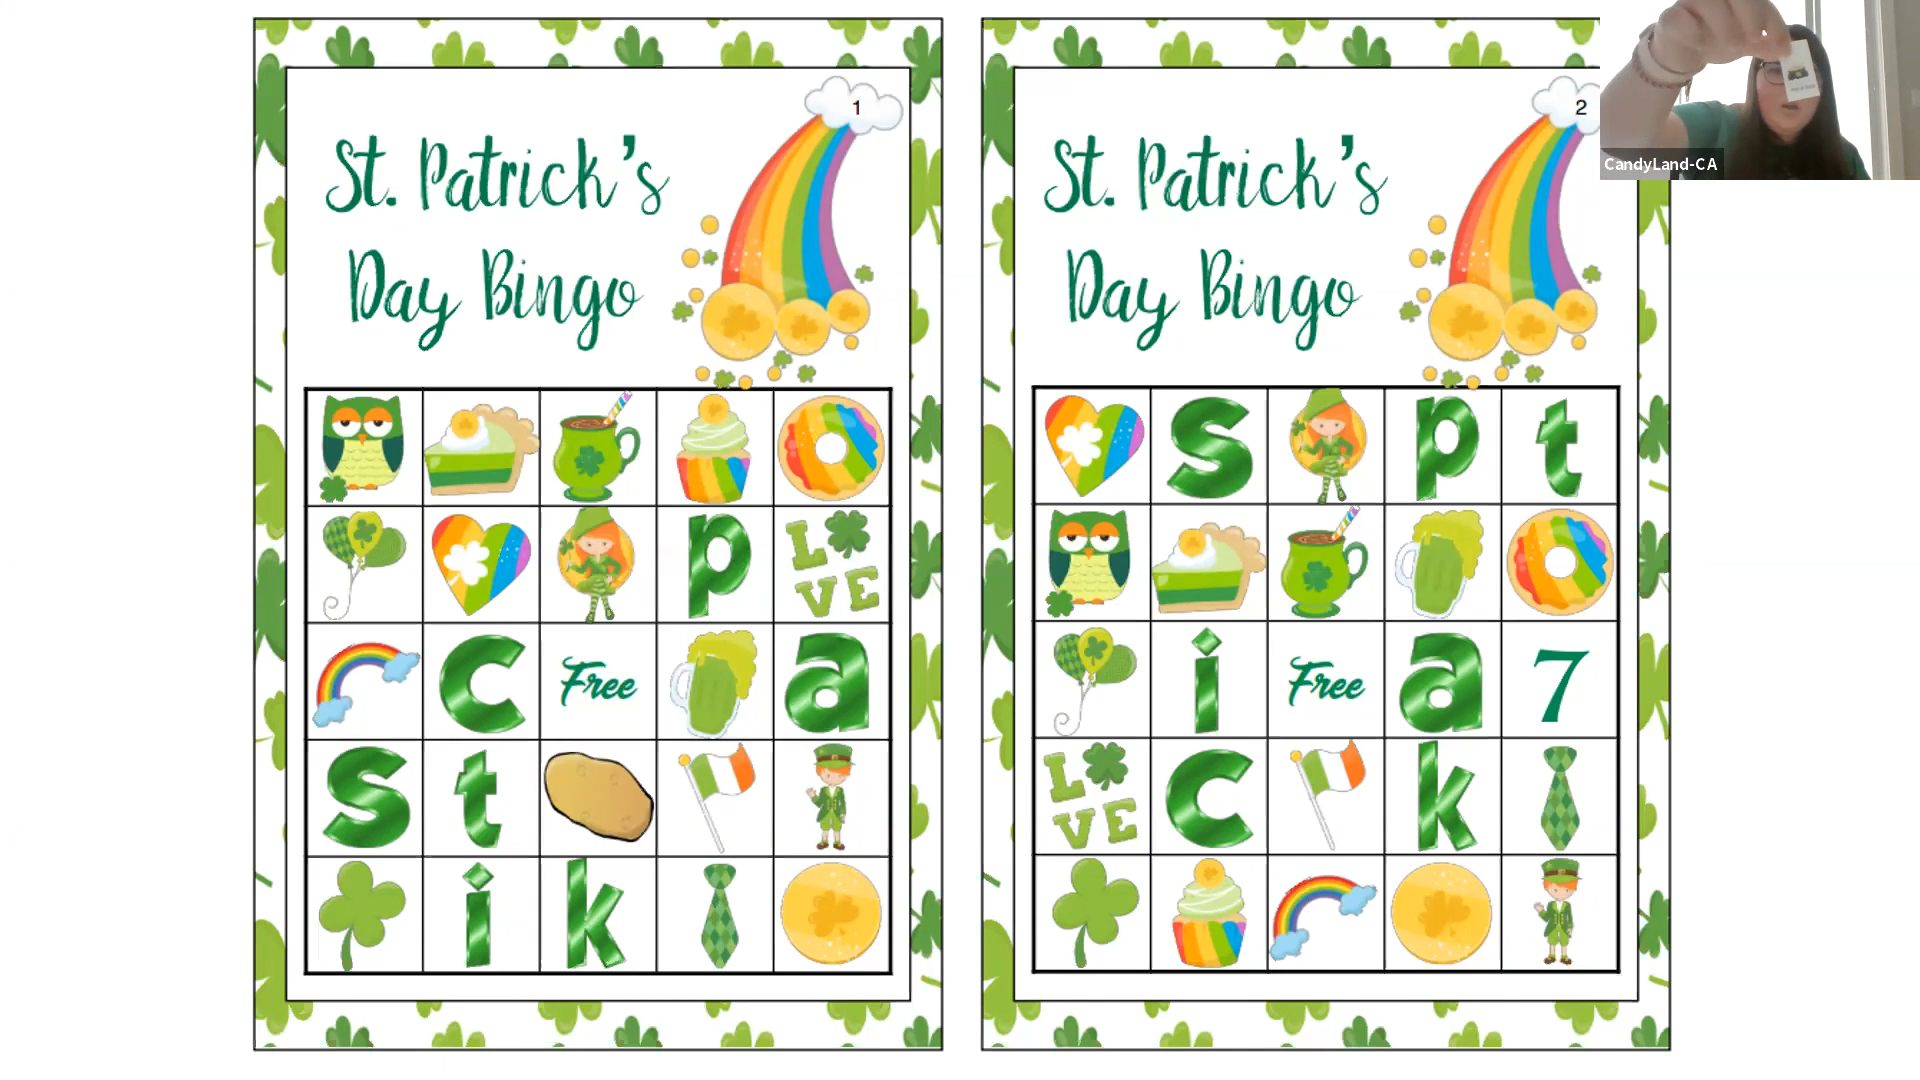 1
St. Patrick's
Day Bingo
p
L
VE
C
Free
a
S
t
i
k
2
St. Patrick's
Day Bingo
S
p
t
i
Free
a
7
L
VE
C
k
CandyLand-CA